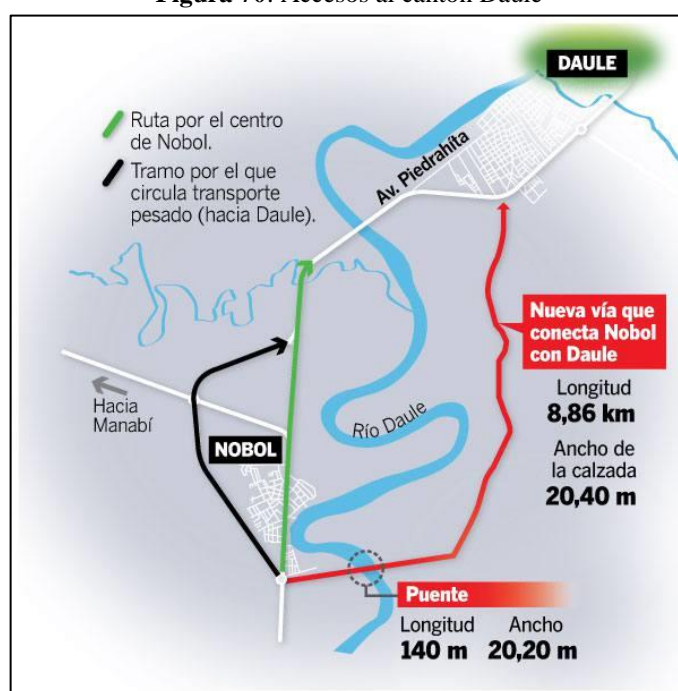 Figura 70. Accesos al cantón Daule
DAULE
Ruta por el centro
de Nobol.
Tramo por el que
circula transporte
pesado (hacia Daule).
Av. Piedrahíta
Nueva vía que
conecta Nobol
con Daule
Longitud
8,86 km
Ancho de
la calzada
20,40 m
Hacia
Manabí
NOBOL
Río Daule
Puente
Longitud
140 m
Ancho
20,20 m